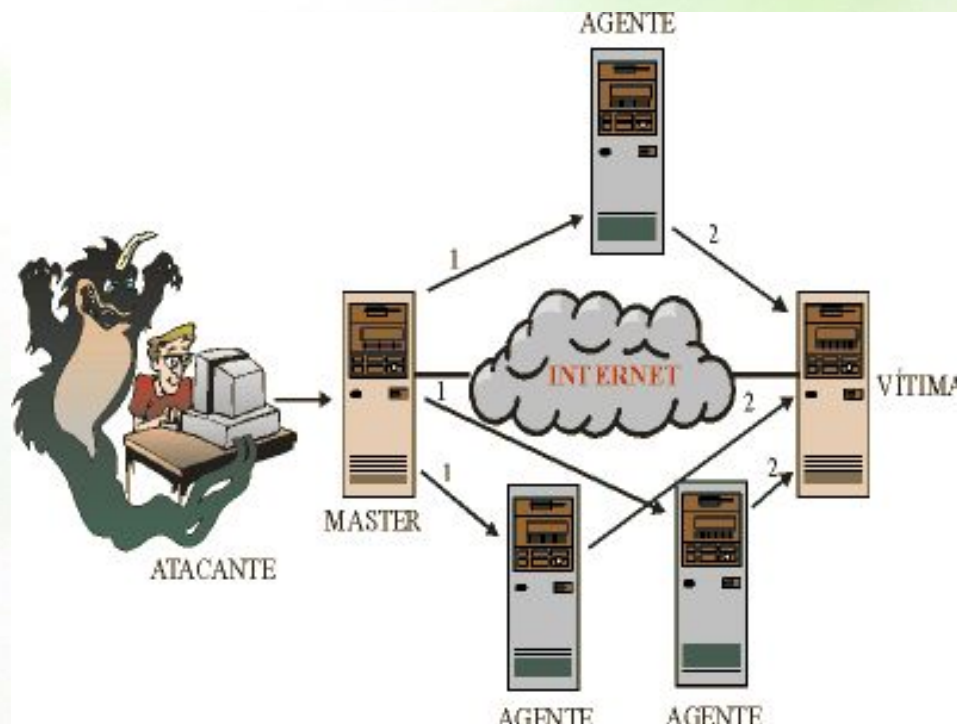 AGENTE
1
2
INTERNET
1
2
VÍTIMA
1
2
MASTER
ATACANTE
AGENTE
AGENTE